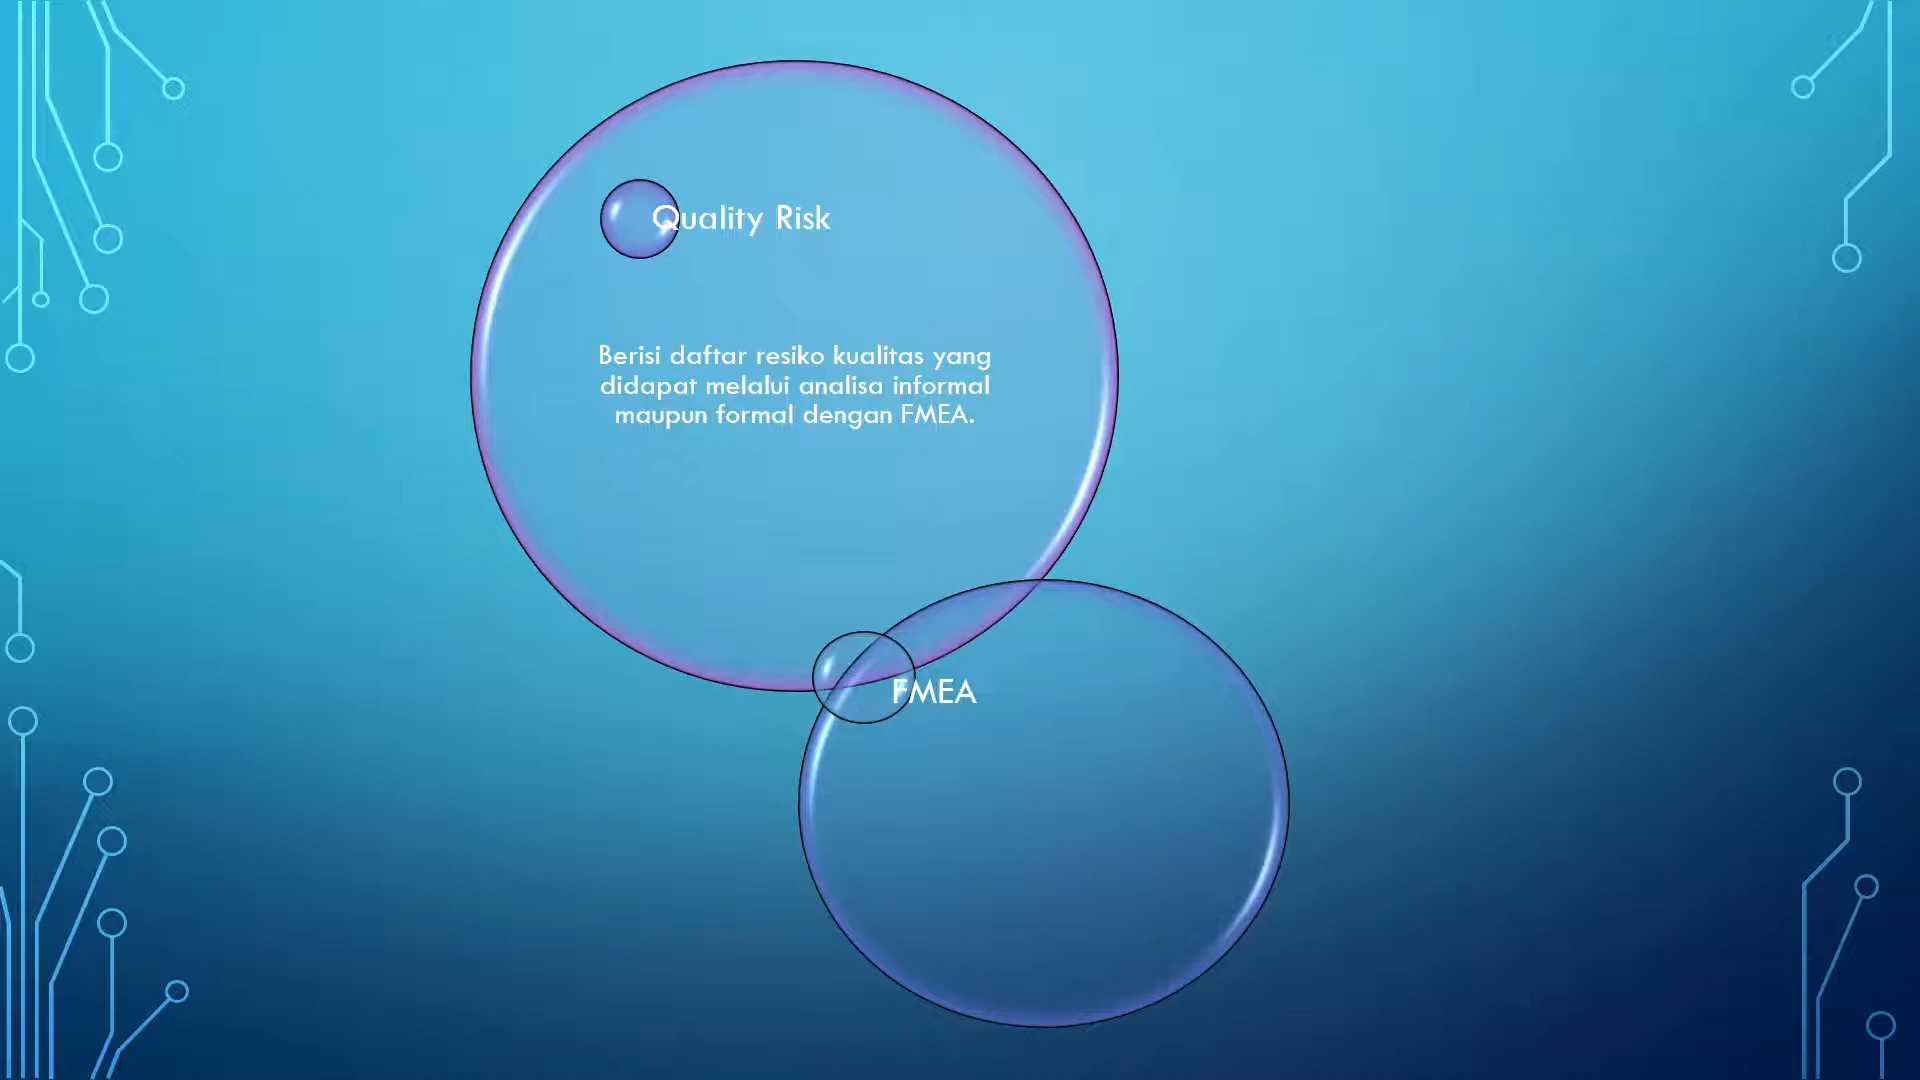 Quality Risk
Berisi daftar resiko kualitas yang
didapat melalui analisa informal
maupun formal dengan FMEA.
FMEA